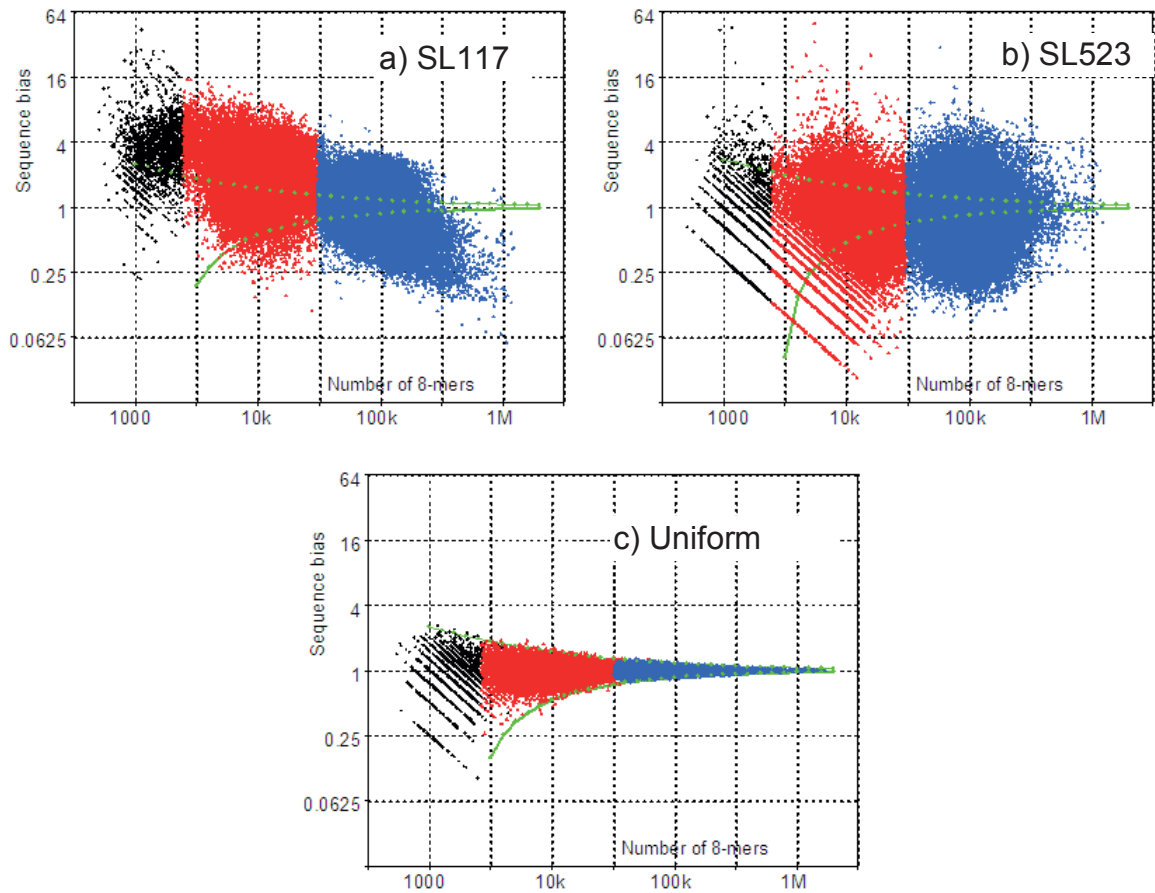 a) SL117
Sequence bias
64
16
4
1
0.25
0.0625
Number of 8-mers
1000
10k
100k
1M
b) SL523
Sequence bias
64
16
4
1
0.25
0.0625
Number of 8-mers
1000
10k
100k
1M
c) Uniform
Sequence bias
64
16
4
1
0.25
0.0625
Number of 8-mers
1000
10k
100k
1M